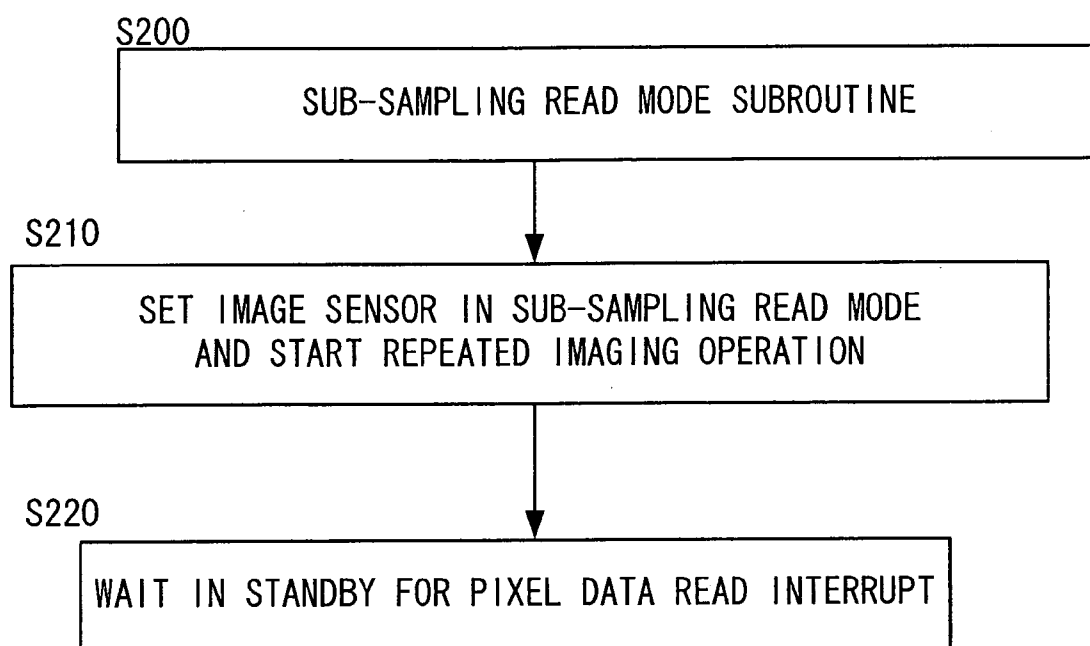 S200
SUB-SAMPLING READ MODE SUBROUTINE
S210
SET IMAGE SENSOR IN SUB-SAMPLING READ MODE
AND START REPEATED IMAGING OPERATION
S220
WAIT IN STANDBY FOR PIXEL DATA READ INTERRUPT